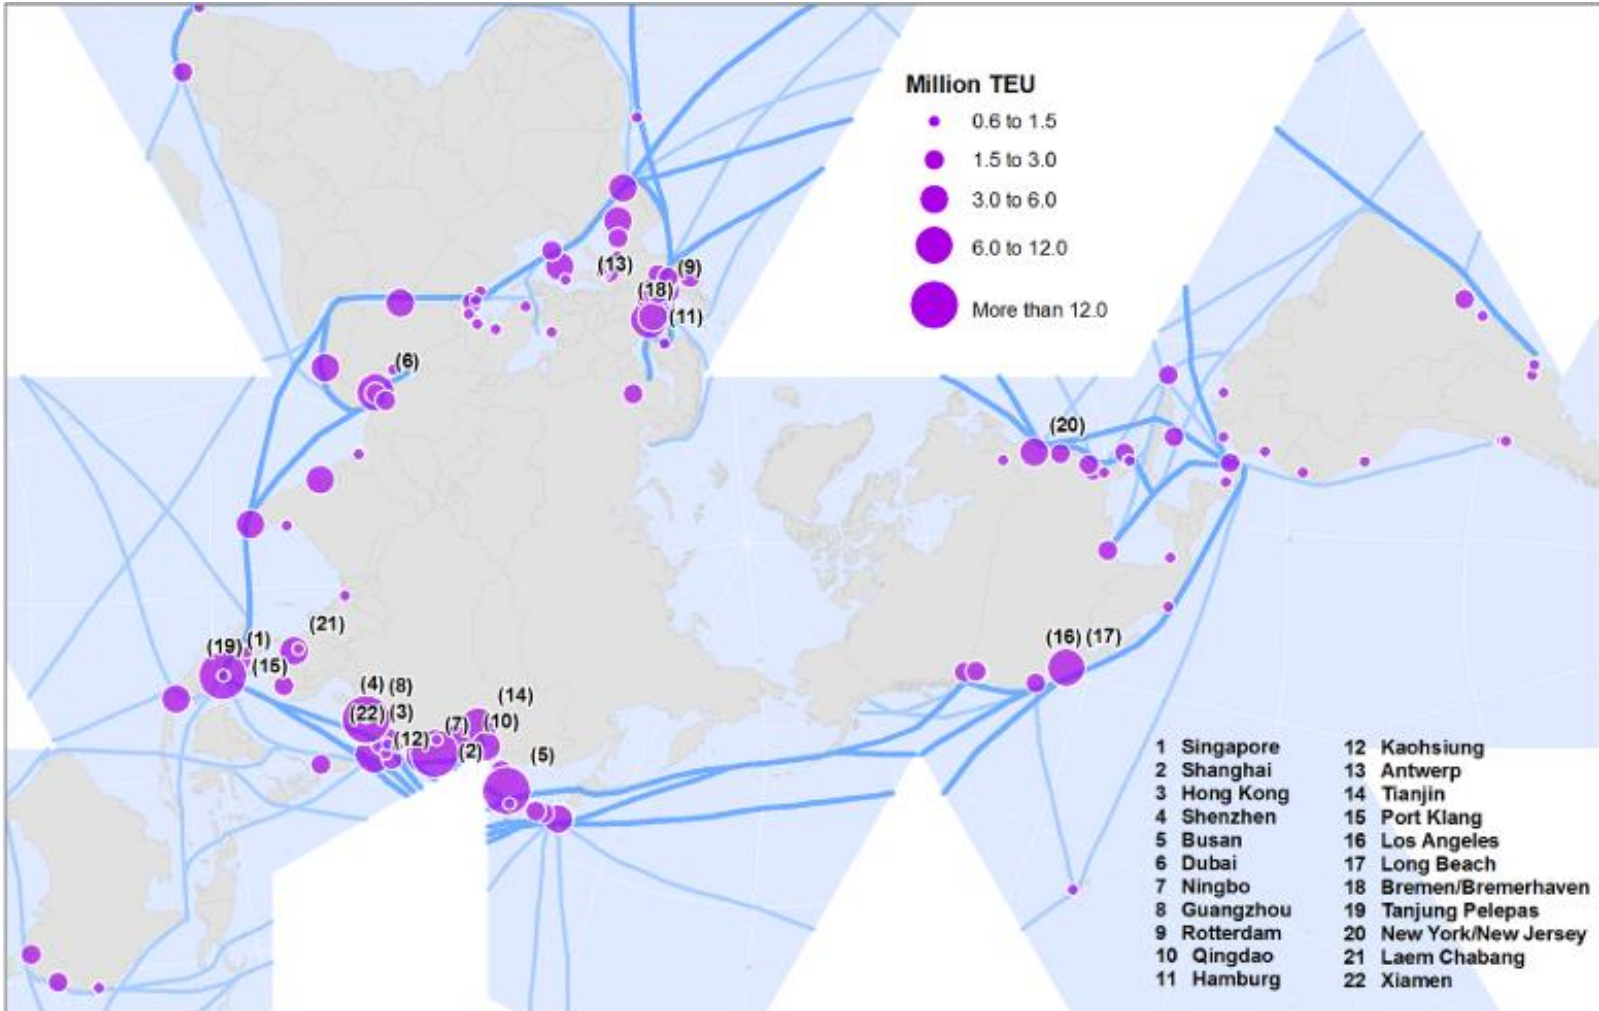 Million TEU
0.6 to 1.5
1.5 to 3.0
3.0 to 6.0
6.0 to 12.0
More than 12.0
(13)
(9)
(18)
(11)
(6)
(20)
(21)
(1)
(19)
(15)
(16) (17)
(4) (8)
(14)
(22) (3)
(7) (10)
(12)
(2)
(5)
1 Singapore
2 Shanghai
3 Hong Kong
4 Shenzhen
5 Busan
6 Dubai
7 Ningbo
8 Guangzhou
9 Rotterdam
10 Qingdao
11 Hamburg
12 Kaohsiung
13 Antwerp
14 Tianjin
15 Port Klang
16 Los Angeles
17 Long Beach
18 Bremen/Bremerhaven
19 Tanjung Pelepas
20 New York/New Jersey
21 Laem Chabang
22 Xiamen